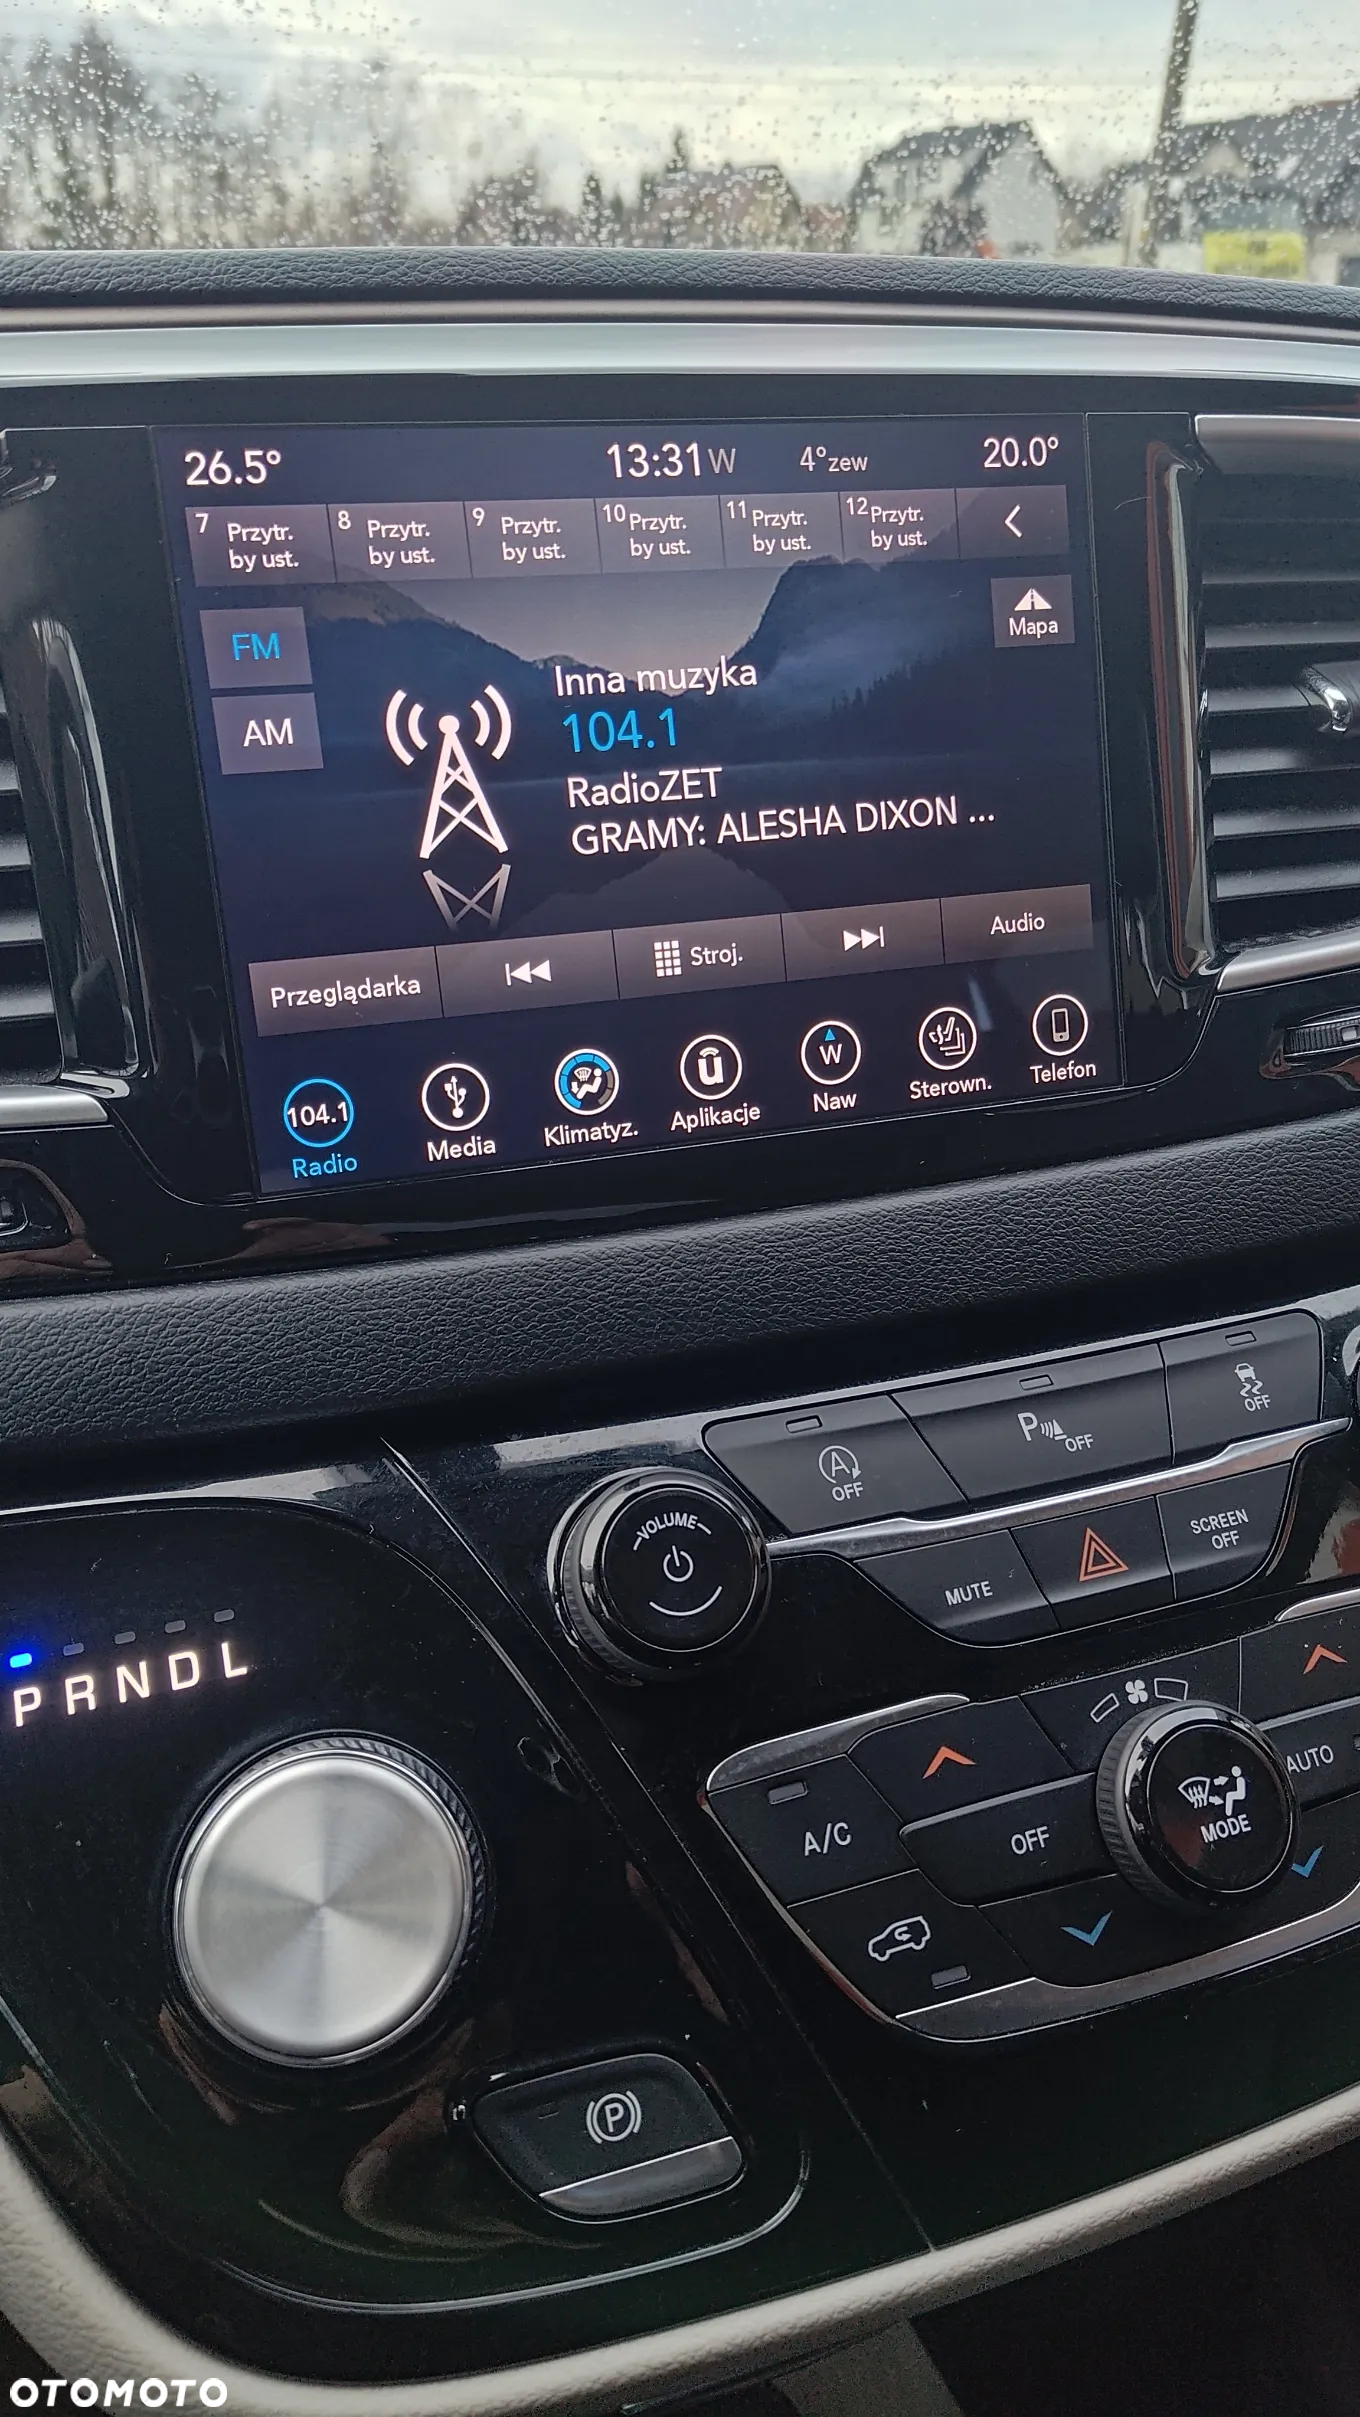 26.5° 13:31 W 4°zew 20.0°
7 Przytr. by ust.
8 Przytr. by ust.
9 Przytr. by ust.
10 Przytr. by ust.
11 Przytr. by ust.
12 Przytr. by ust.
FM
Mapa
AM
Inna muzyka
104.1
RadioZET
GRAMY: ALESHA DIXON ...
Przeglądarka
Stroj.
Audio
104.1
Radio
Media
Klimatyz.
u
Aplikacje
W
Naw
Sterown.
Telefon
A
OFF
P OFF
OFF
VOLUME
MUTE
SCREEN
OFF
P R N D L
A/C
OFF
MODE
AUTO
P
OTOMOTO